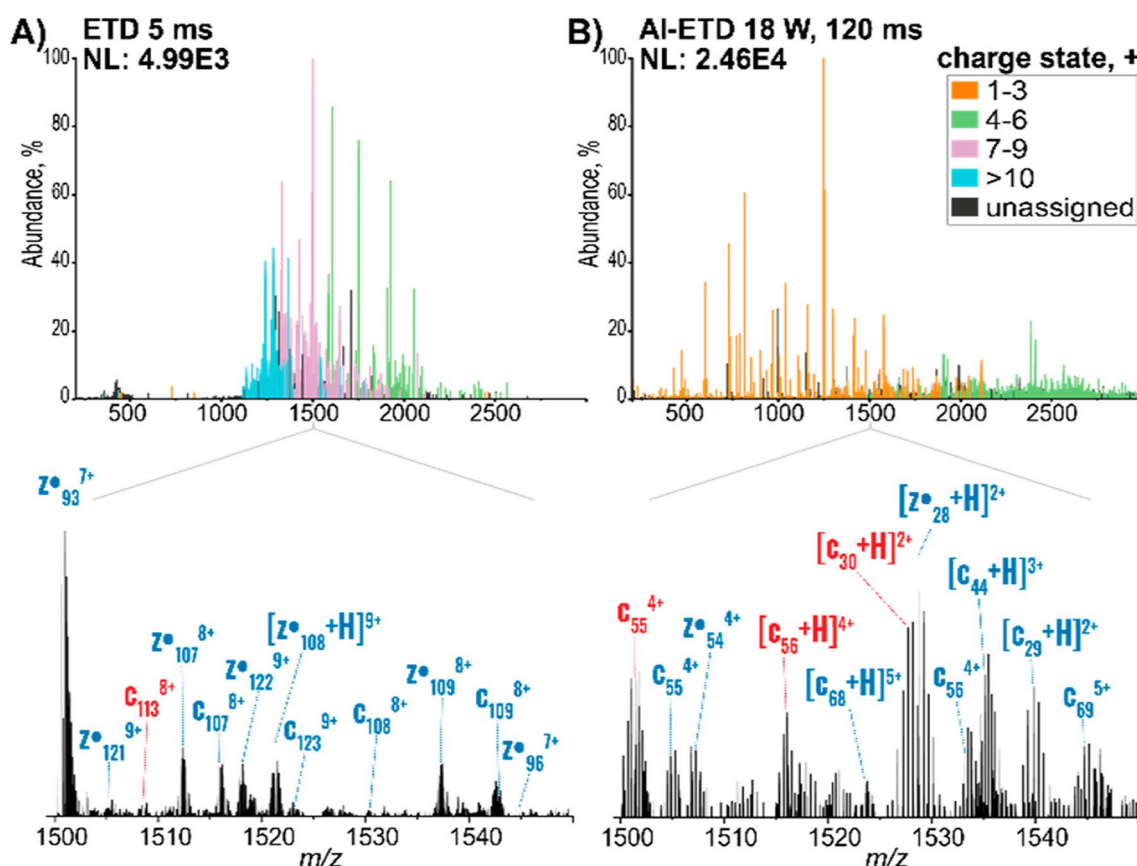 A) ETD 5 ms
NL: 4.99E3
Abundance, %
100
80
60
40
20
0
500 1000 1500 2000 2500
B) AI-ETD 18 W, 120 ms
NL: 2.46E4
charge state, +
1-3
4-6
7-9
>10
unassigned
Abundance, %
100
80
60
40
20
0
500 1000 1500 2000 2500
z•93 7+
z•121 9+
c113 8+
z•107 8+
c107 8+
z•122 9+
[z•108+H]9+
c123 9+
c108 8+
z•109 8+
c109 8+
z•96 7+
1500 1510 1520 1530 1540
m/z
c55 4+
c55 4+
z•54 4+
[c56+H]4+
[c68+H]5+
[c30+H]2+
[z•28+H]2+
c56 4+
[c44+H]3+
[c29+H]2+
c69 5+
1500 1510 1520 1530 1540
m/z